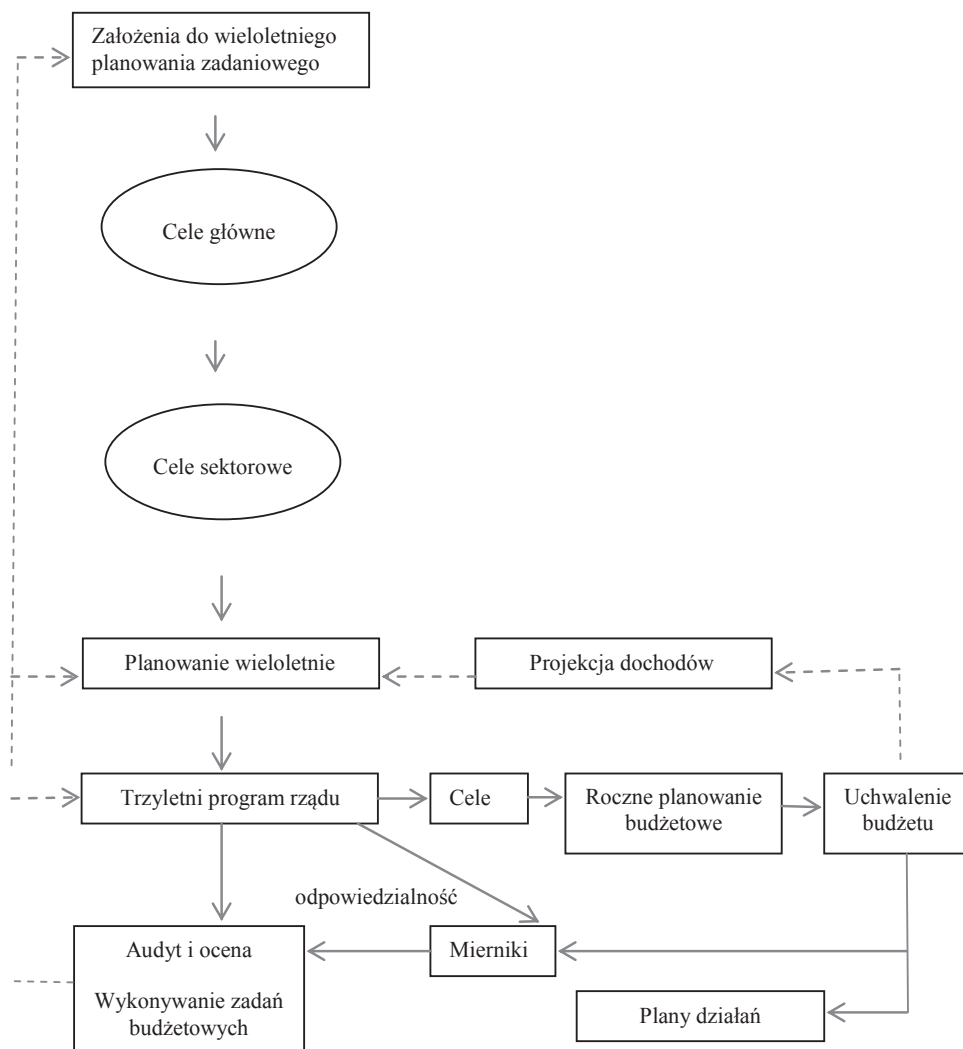 Założenia do wieloletniego
planowania zadaniowego
Cele główne
Cele sektorowe
Planowanie wieloletnie
Projekcja dochodów
Trzyletni program rządu
Cele
Roczne planowanie
budżetowe
Uchwalenie
budżetu
odpowiedzialność
Audyt i ocena
Mierniki
Wykonywanie zadań
budżetowych
Plany działań